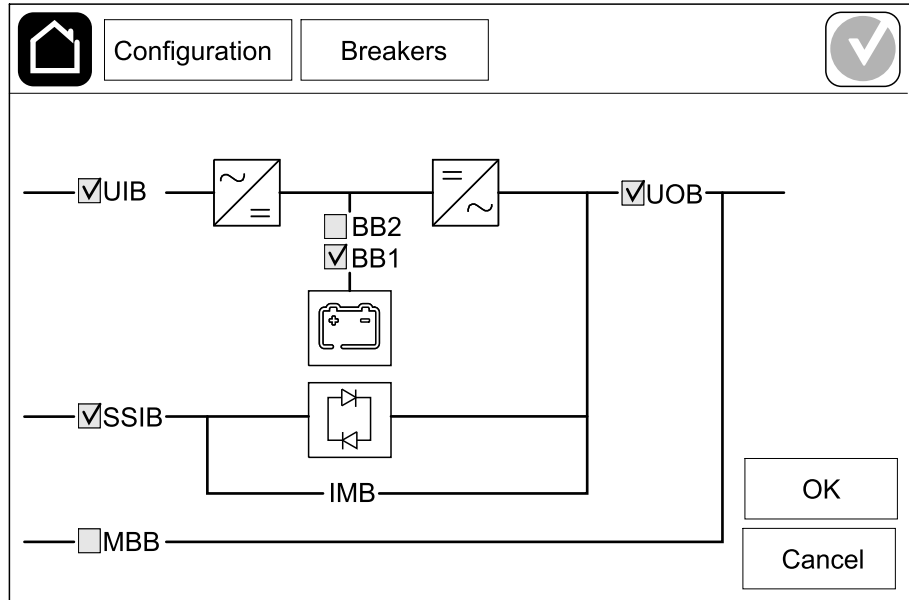 Configuration
Breakers
UIB
UOB
BB2
BB1
SSIB
IMB
OK
MBB
Cancel